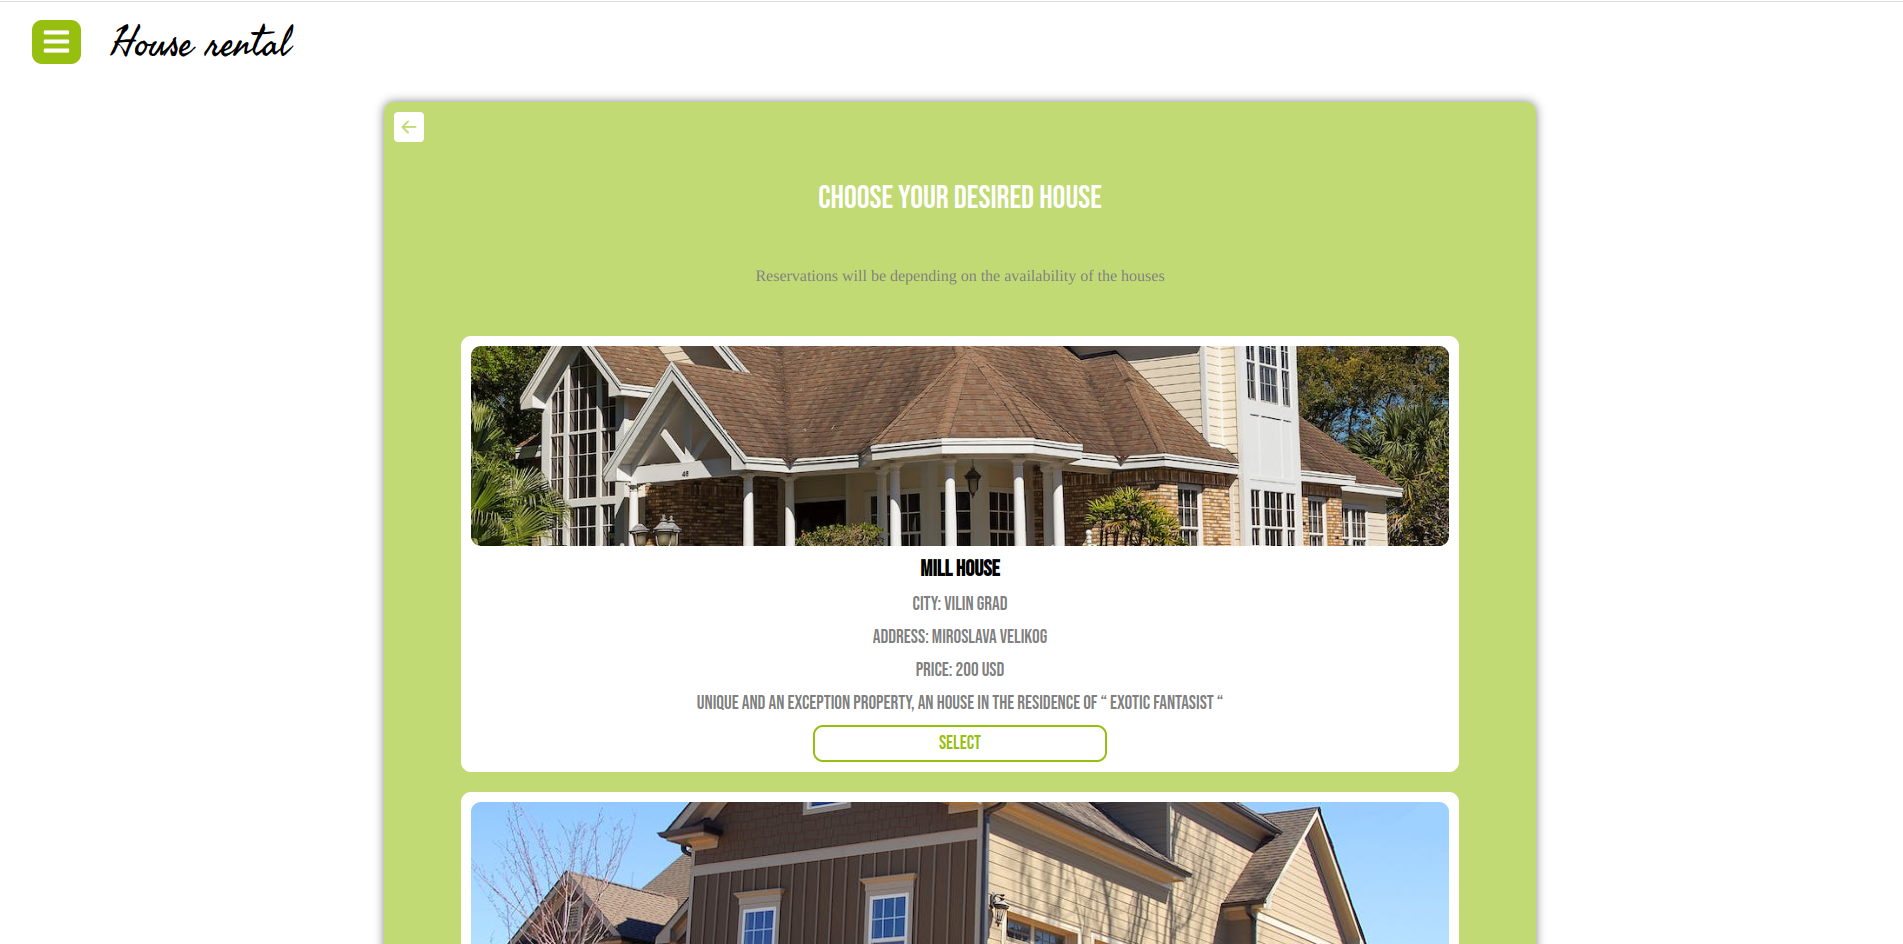 House rental
CHOOSE YOUR DESIRED HOUSE
Reservations will be depending on the availability of the houses
48
MILL HOUSE
CITY: VILIN GRAD
ADDRESS: MIROSLAVA VELIKOG
PRICE: 200 USD
UNIQUE AND AN EXCEPTION PROPERTY, AN HOUSE IN THE RESIDENCE OF “ EXOTIC FANTASIST “
SELECT